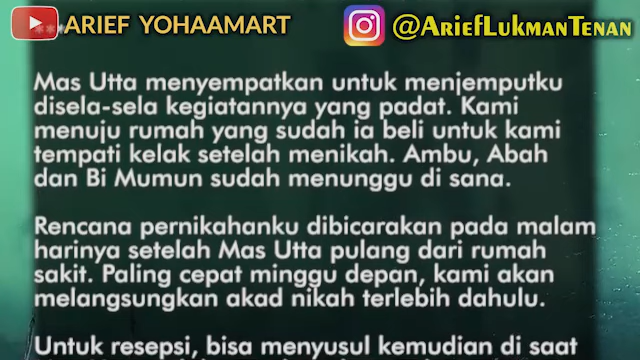 ARIEF YOHAAMART
@AriefLukmanTenan
Mas Utta menyempatkan untuk menjemputku
disela-sela kegiatannya yang padat. Kami
menuju rumah yang sudah ia beli untuk kami
tempati kelak setelah menikah. Ambu, Abah
dan Bi Mumun sudah menunggu di sana.
Rencana pernikahanku dibicarakan pada malam
harinya setelah Mas Utta pulang dari rumah
sakit. Paling cepat minggu depan, kami akan
melangsungkan akad nikah terlebih dahulu.
Untuk resepsi, bisa menyusul kemudian di saat